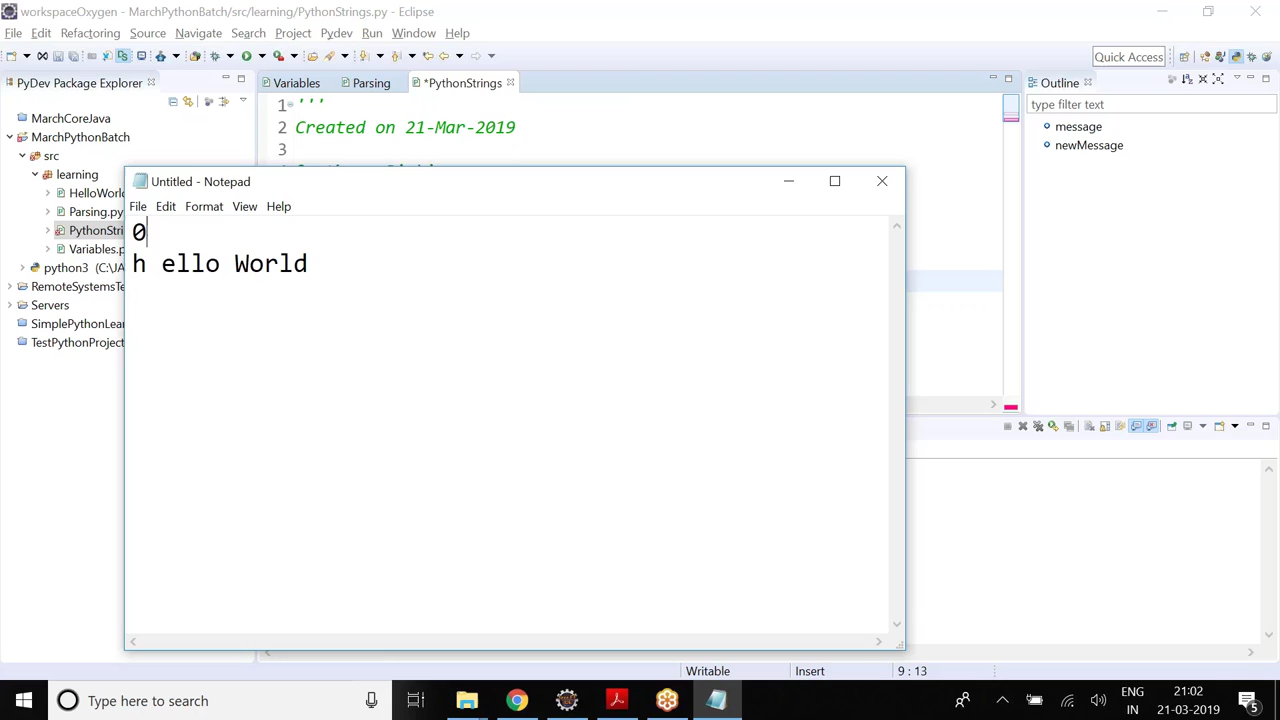 workspaceOxygen - MarchPythonBatch/src/learning/PythonStrings.py - Eclipse
File Edit Refactoring Source Navigate Search Project Pydev Run Window Help
Quick Access
PyDev Package Explorer
Variables Parsing *PythonStrings
Outline
type filter text
message
newMessage
MarchCoreJava
MarchPythonBatch
src
learning
HelloWorl
Parsing.py
PythonStri
Variables.p
python3 (C:\JA
RemoteSystemsTe
Servers
SimplePythonLear
TestPythonProject
1 '''
2 Created on 21-Mar-2019
3
Untitled - Notepad
File Edit Format View Help
0
h ello World
Writable Insert 9 : 13
Type here to search
ENG
IN
21:02
21-03-2019
5